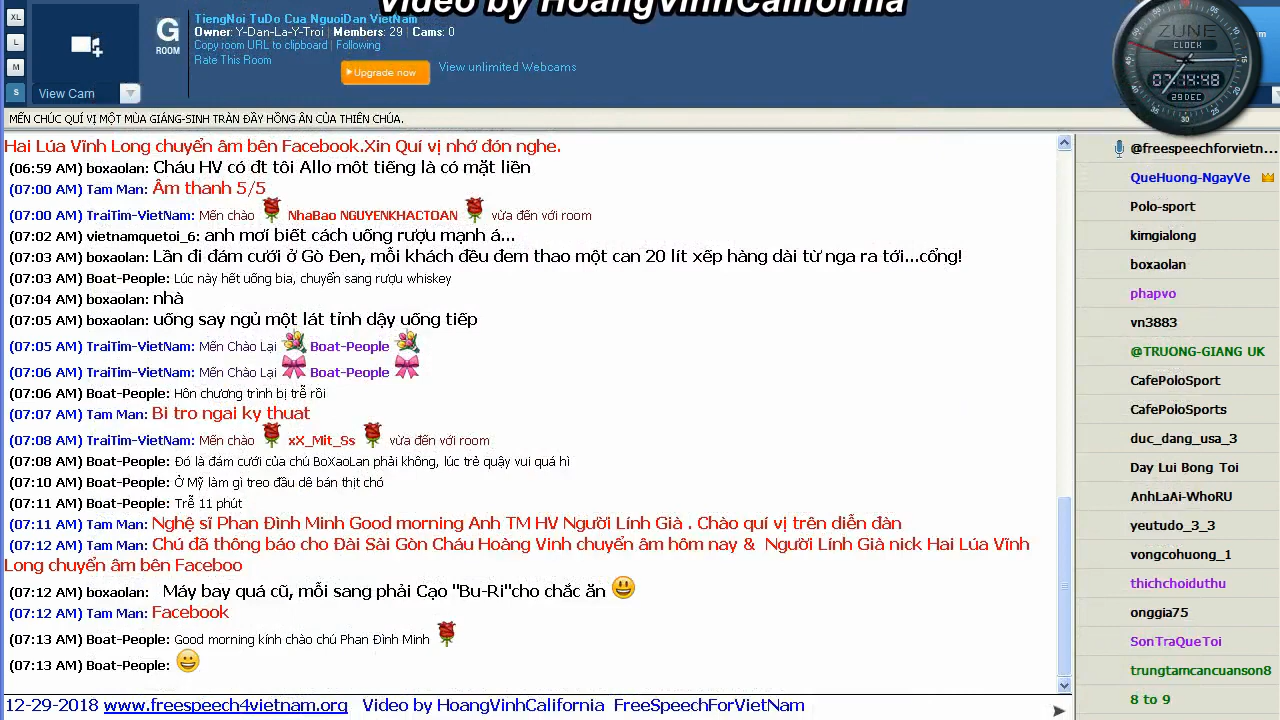 Video by HoangVinhCalifornia
XL
L
M
S
View Cam
G
ROOM
TiengNoi TuDo Cua NguoiDan VietNam
Owner: Y-Dan-La-Y-Troi | Members: 29 | Cams: 0
Copy room URL to clipboard | Following
Rate This Room
Upgrade now
View unlimited Webcams
ZUNE
CLOCK
07:14:48
29DEC
MẾN CHÚC QUÍ VỊ MỘT MÙA GIÁNG-SINH TRÀN ĐẦY HỒNG ÂN CỦA THIÊN CHÚA.
Hai Lúa Vĩnh Long chuyển âm bên Facebook.Xin Quí vị nhớ đón nghe.
(06:59 AM) boxaolan: Cháu HV có đt tôi Allo môt tiếng là có mặt liền
(07:00 AM) Tam Man: Âm thanh 5/5
(07:00 AM) TraiTim-VietNam: Mến chào NhaBao NGUYENKHACTOAN vừa đến với room
(07:02 AM) vietnamquetoi_6: anh mơí biết cách uống rượu mạnh á...
(07:03 AM) boxaolan: Lần đi đám cưới ở Gò Đen, mỗi khách đều đem thao một can 20 lít xếp hàng dài từ nga ra tới...cổng!
(07:03 AM) Boat-People: Lúc này hết uống bia, chuyển sang rượu whiskey
(07:04 AM) boxaolan: nhà
(07:05 AM) boxaolan: uống say ngủ một lát tỉnh dậy uống tiếp
(07:05 AM) TraiTim-VietNam: Mến Chào Lại Boat-People
(07:06 AM) TraiTim-VietNam: Mến Chào Lại Boat-People
(07:06 AM) Boat-People: Hôn chương trình bị trễ rồi
(07:07 AM) Tam Man: Bi tro ngai ky thuat
(07:08 AM) TraiTim-VietNam: Mến chào xX_Mit_Ss vừa đến với room
(07:08 AM) Boat-People: Đó là đám cưới của chú BoXaoLan phải không, lúc trẻ quậy vui quá hì
(07:10 AM) Boat-People: Ở Mỹ làm gì treo đầu dê bán thịt chó
(07:11 AM) Boat-People: Trễ 11 phút
(07:11 AM) Tam Man: Nghệ sĩ Phan Đình Minh Good morning Anh TM HV Người Lính Già . Chào quí vị trên diễn đàn
(07:12 AM) Tam Man: Chú đã thông báo cho Đài Sài Gòn Cháu Hoàng Vinh chuyển âm hôm nay & Người Lính Già nick Hai Lúa Vĩnh
Long chuyển âm bên Faceboo
(07:12 AM) boxaolan: Máy bay quá cũ, mỗi sang phải Cạo "Bu-Ri"cho chắc ăn
(07:12 AM) Tam Man: Facebook
(07:13 AM) Boat-People: Good morning kính chào chú Phan Đình Minh
(07:13 AM) Boat-People:
@freespeechforvietn...
QueHuong-NgayVe
Polo-sport
kimgialong
boxaolan
phapvo
vn3883
@TRUONG-GIANG UK
CafePoloSport
CafePoloSports
duc_dang_usa_3
Day Lui Bong Toi
AnhLaAi-WhoRU
yeutudo_3_3
vongcohuong_1
thichchoiduthu
onggia75
SonTraQueToi
trungtamcancuanson8
8 to 9
12-29-2018 www.freespeech4vietnam.org Video by HoangVinhCalifornia FreeSpeechForVietNam